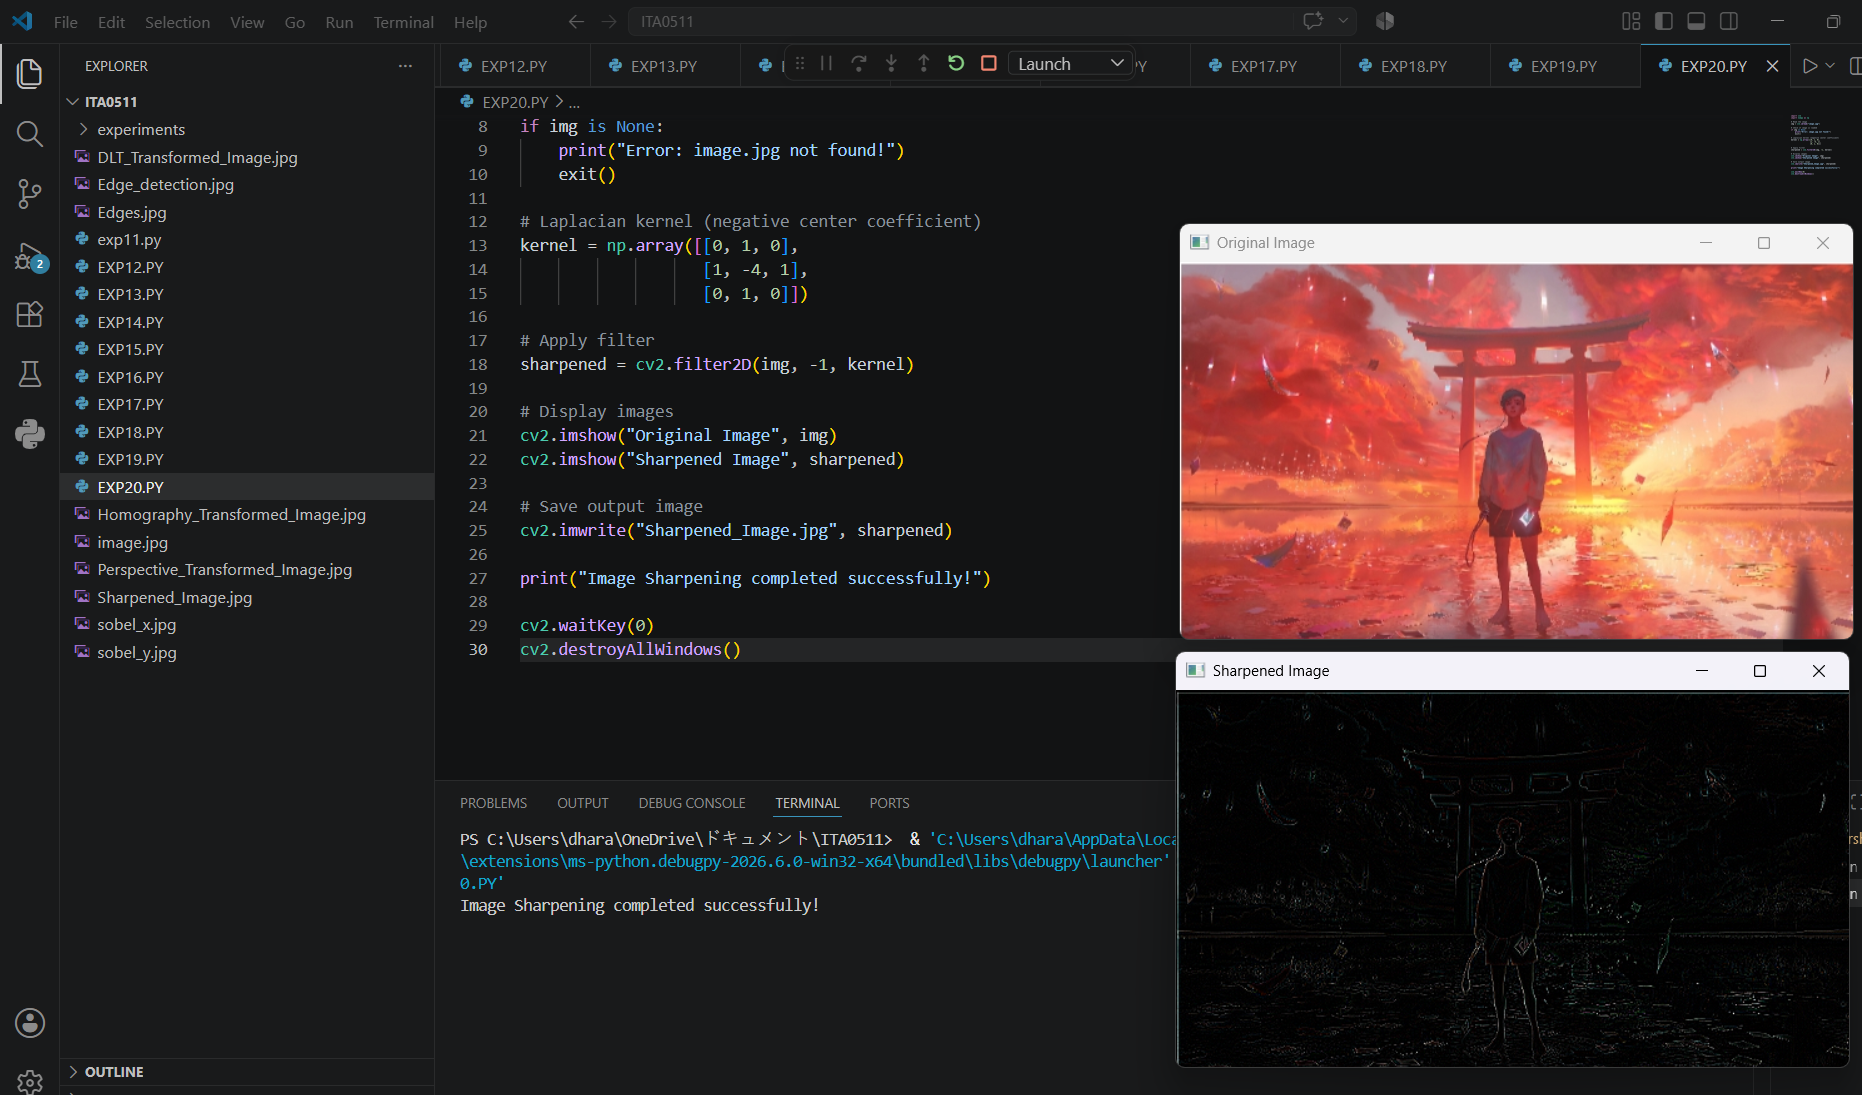 File Edit Selection View Go Run Terminal Help
ITA0511
EXPLORER
ITA0511
experiments
DLT_Transformed_Image.jpg
Edge_detection.jpg
Edges.jpg
exp11.py
EXP12.PY
EXP13.PY
EXP14.PY
EXP15.PY
EXP16.PY
EXP17.PY
EXP18.PY
EXP19.PY
EXP20.PY
Homography_Transformed_Image.jpg
image.jpg
Perspective_Transformed_Image.jpg
Sharpened_Image.jpg
sobel_x.jpg
sobel_y.jpg
OUTLINE
2
EXP12.PY EXP13.PY Launch EXP17.PY EXP18.PY EXP19.PY EXP20.PY
EXP20.PY > ...
8 if img is None:
9 print("Error: image.jpg not found!")
10 exit()
11
12 # Laplacian kernel (negative center coefficient)
13 kernel = np.array([[0, 1, 0],
14 [1, -4, 1],
15 [0, 1, 0]])
16
17 # Apply filter
18 sharpened = cv2.filter2D(img, -1, kernel)
19
20 # Display images
21 cv2.imshow("Original Image", img)
22 cv2.imshow("Sharpened Image", sharpened)
23
24 # Save output image
25 cv2.imwrite("Sharpened_Image.jpg", sharpened)
26
27 print("Image Sharpening completed successfully!")
28
29 cv2.waitKey(0)
30 cv2.destroyAllWindows()
PROBLEMS OUTPUT DEBUG CONSOLE TERMINAL PORTS
PS C:\Users\dhara\OneDrive\ドキュメント\ITA0511> & 'C:\Users\dhara\AppData\Loca
\extensions\ms-python.debugpy-2026.6.0-win32-x64\bundled\libs\debugpy\launcher'
0.PY'
Image Sharpening completed successfully!
Original Image
Sharpened Image